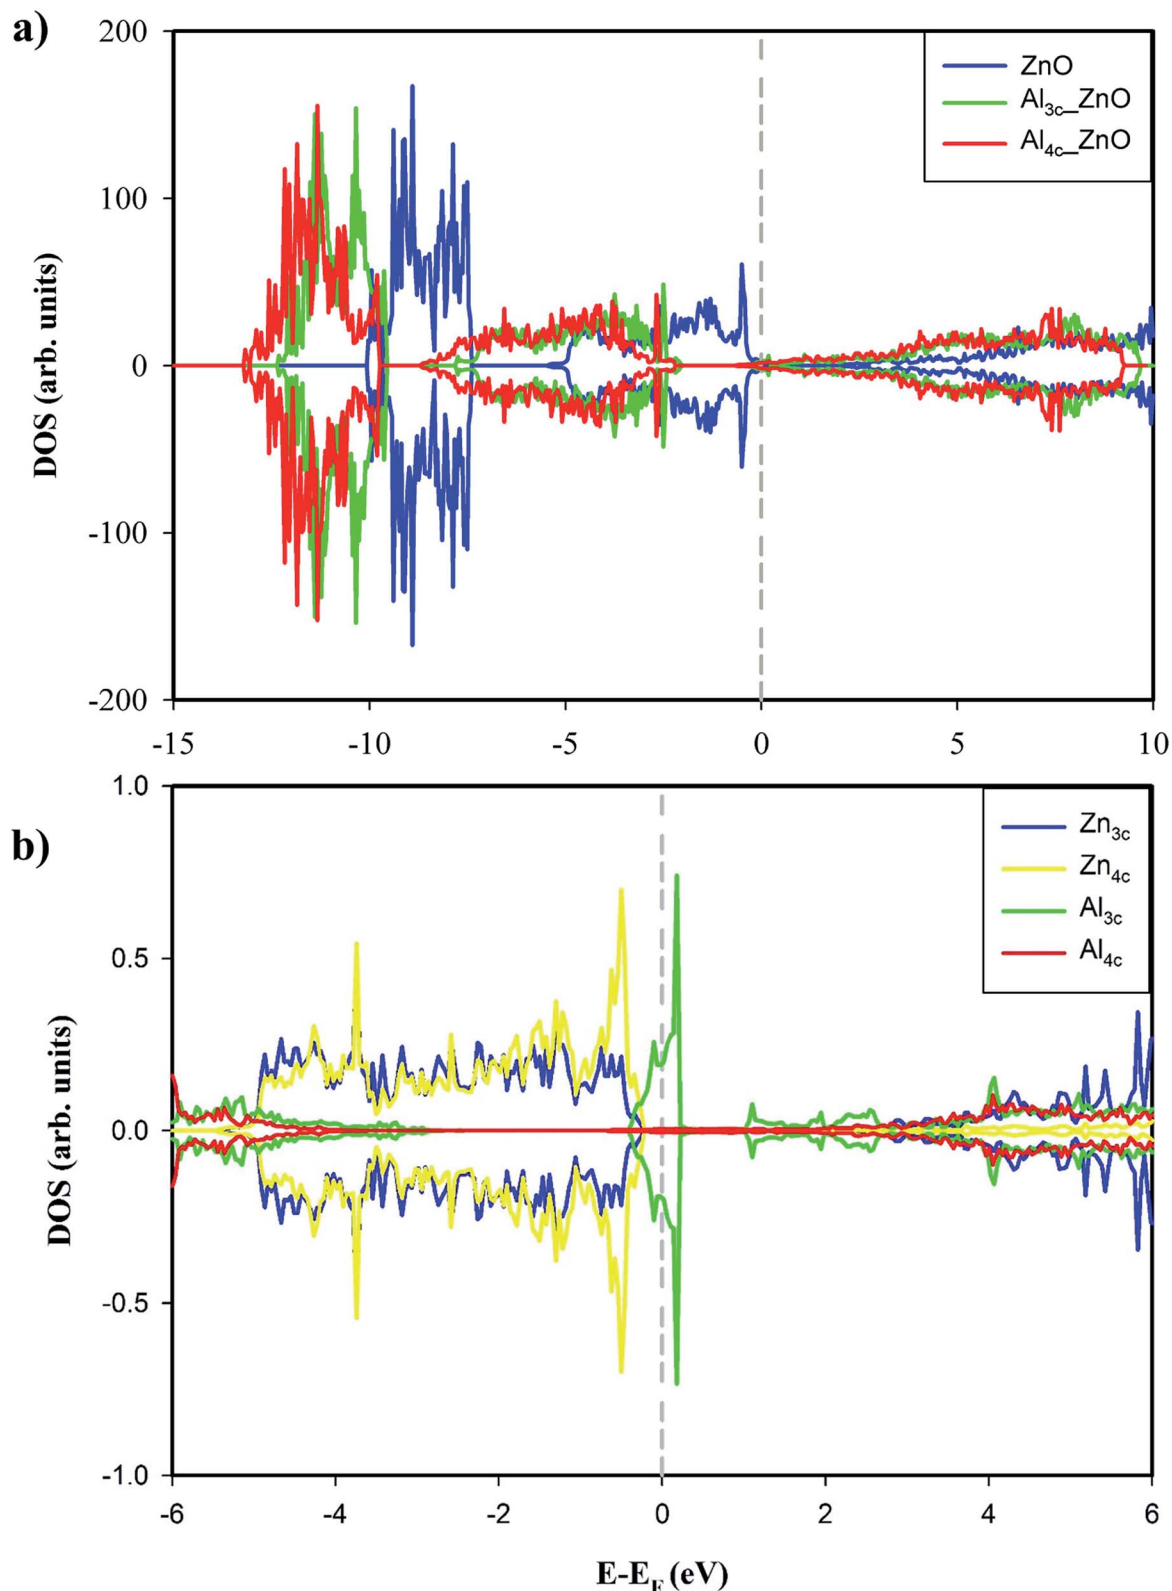 a)
200
100
0
-100
-200
DOS (arb. units)
ZnO
Al3c_ZnO
Al4c_ZnO
-15 -10 -5 0 5 10
b)
1.0
0.5
0.0
-0.5
-1.0
DOS (arb. units)
Zn3c
Zn4c
Al3c
Al4c
-6 -4 -2 0 2 4 6
E-EF (eV)